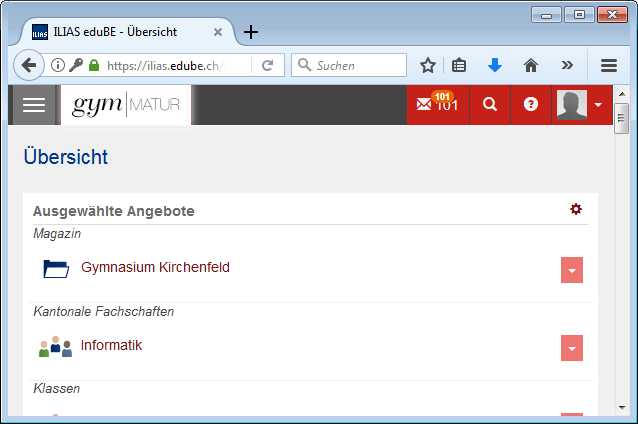 ILIAS eduBE - Übersicht
https://ilias.edube.ch/
Suchen
gym MATUR
101
101
Übersicht
Ausgewählte Angebote
Magazin
Gymnasium Kirchenfeld
Kantonale Fachschaften
Informatik
Klassen